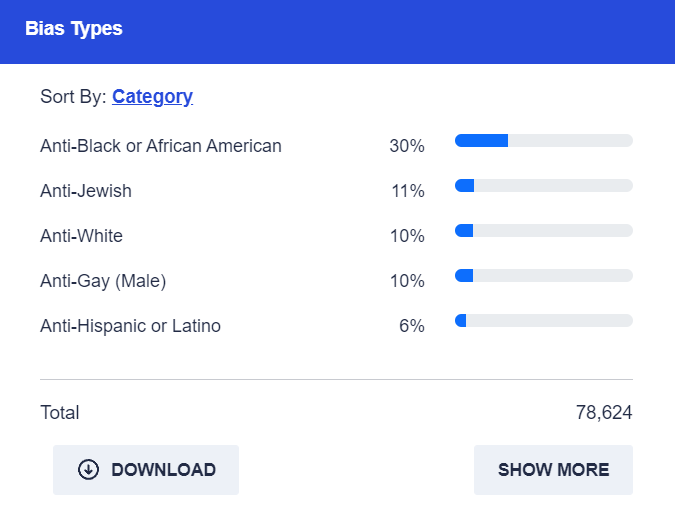 Bias Types
Sort By: Category
Anti-Black or African American 30%
Anti-Jewish 11%
Anti-White 10%
Anti-Gay (Male) 10%
Anti-Hispanic or Latino 6%
Total 78,624
DOWNLOAD SHOW MORE